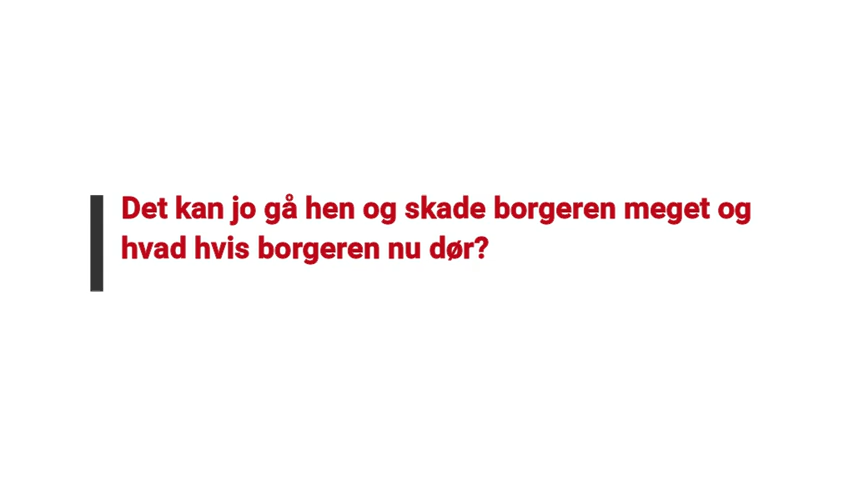 Det kan jo gå hen og skade borgeren meget og
hvad hvis borgeren nu dør?